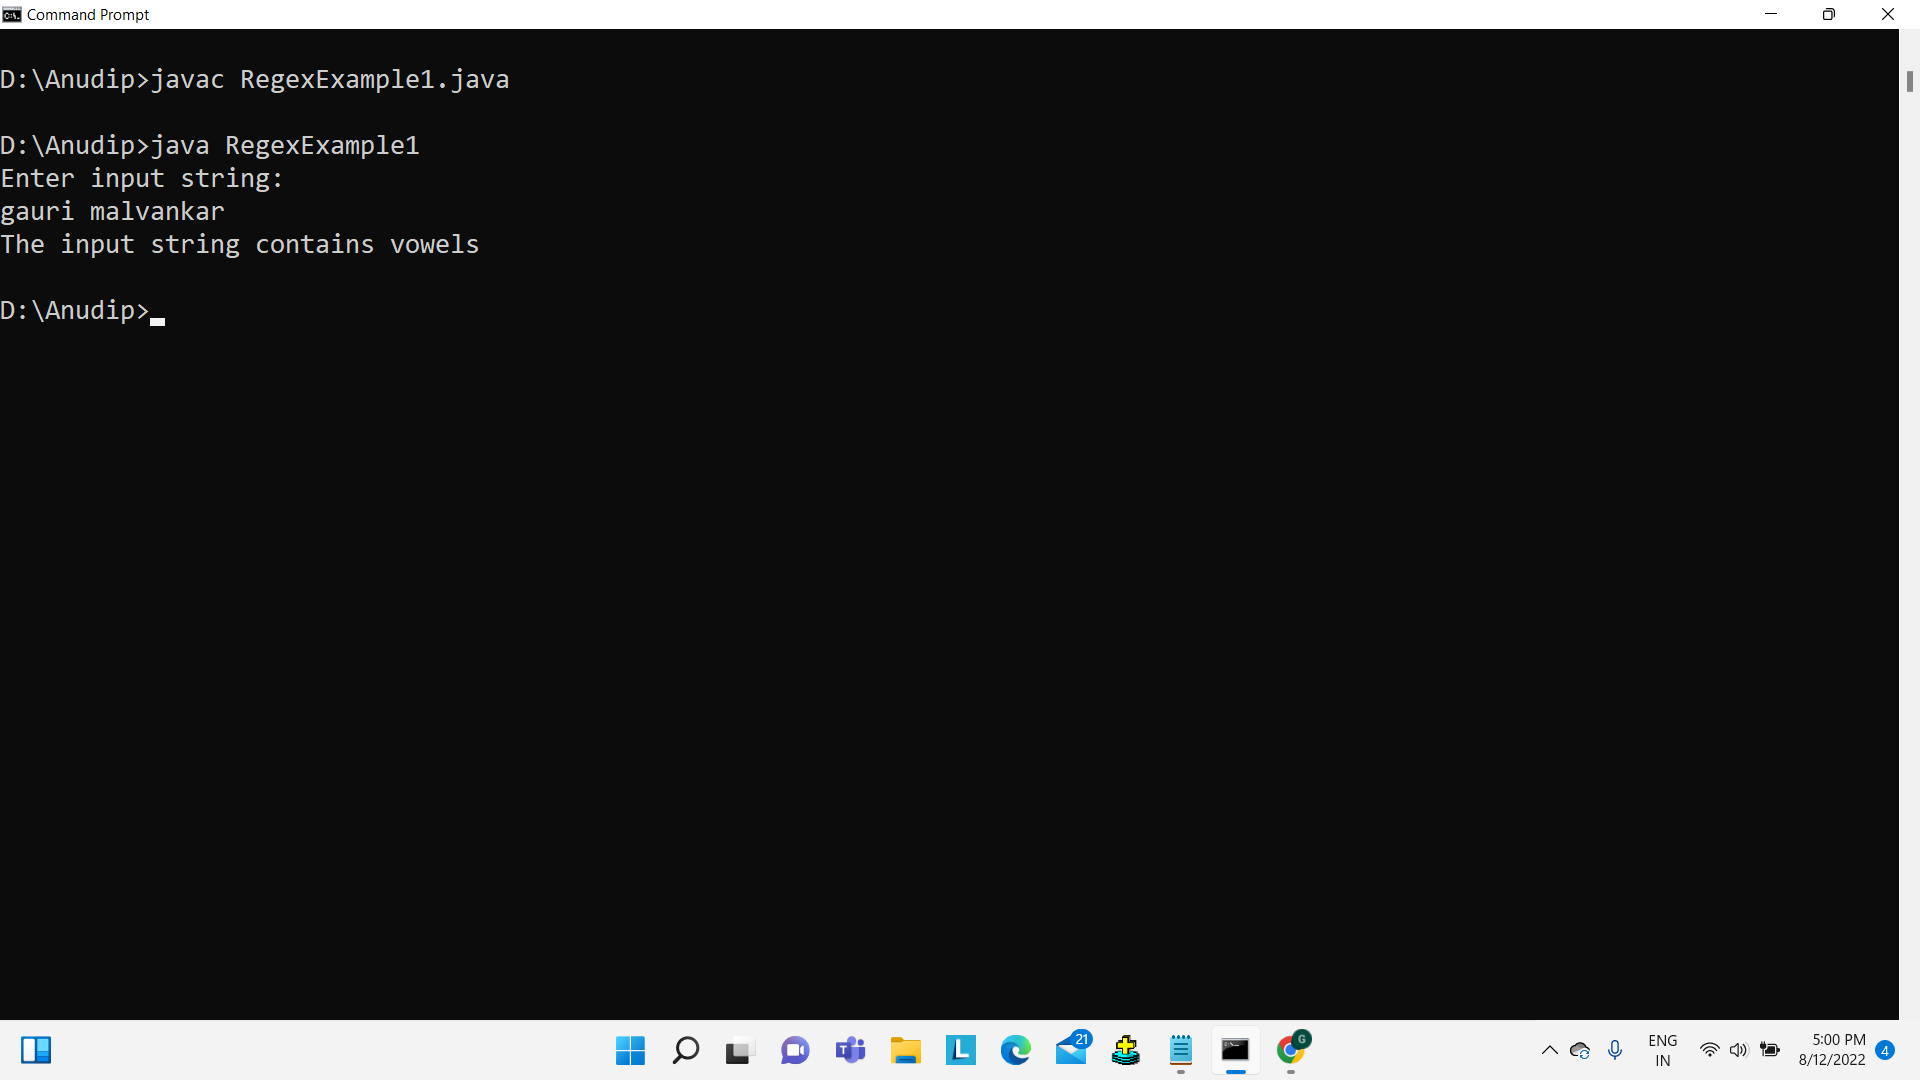 Command Prompt
D:\Anudip>javac RegexExample1.java
D:\Anudip>java RegexExample1
Enter input string:
gauri malvankar
The input string contains vowels
D:\Anudip>
21
G
ENG
IN
5:00 PM
8/12/2022
4